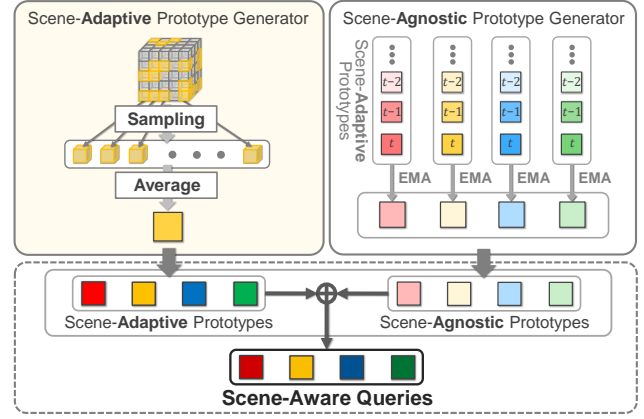 Scene-Adaptive Prototype Generator
Sampling
Average
Scene-Agnostic Prototype Generator
Scene-Adaptive
Prototypes
t−2 t−2 t−2 t−2
t−1 t−1 t−1 t−1
t t t t
EMA EMA EMA EMA
Scene-Adaptive Prototypes
Scene-Agnostic Prototypes
Scene-Aware Queries